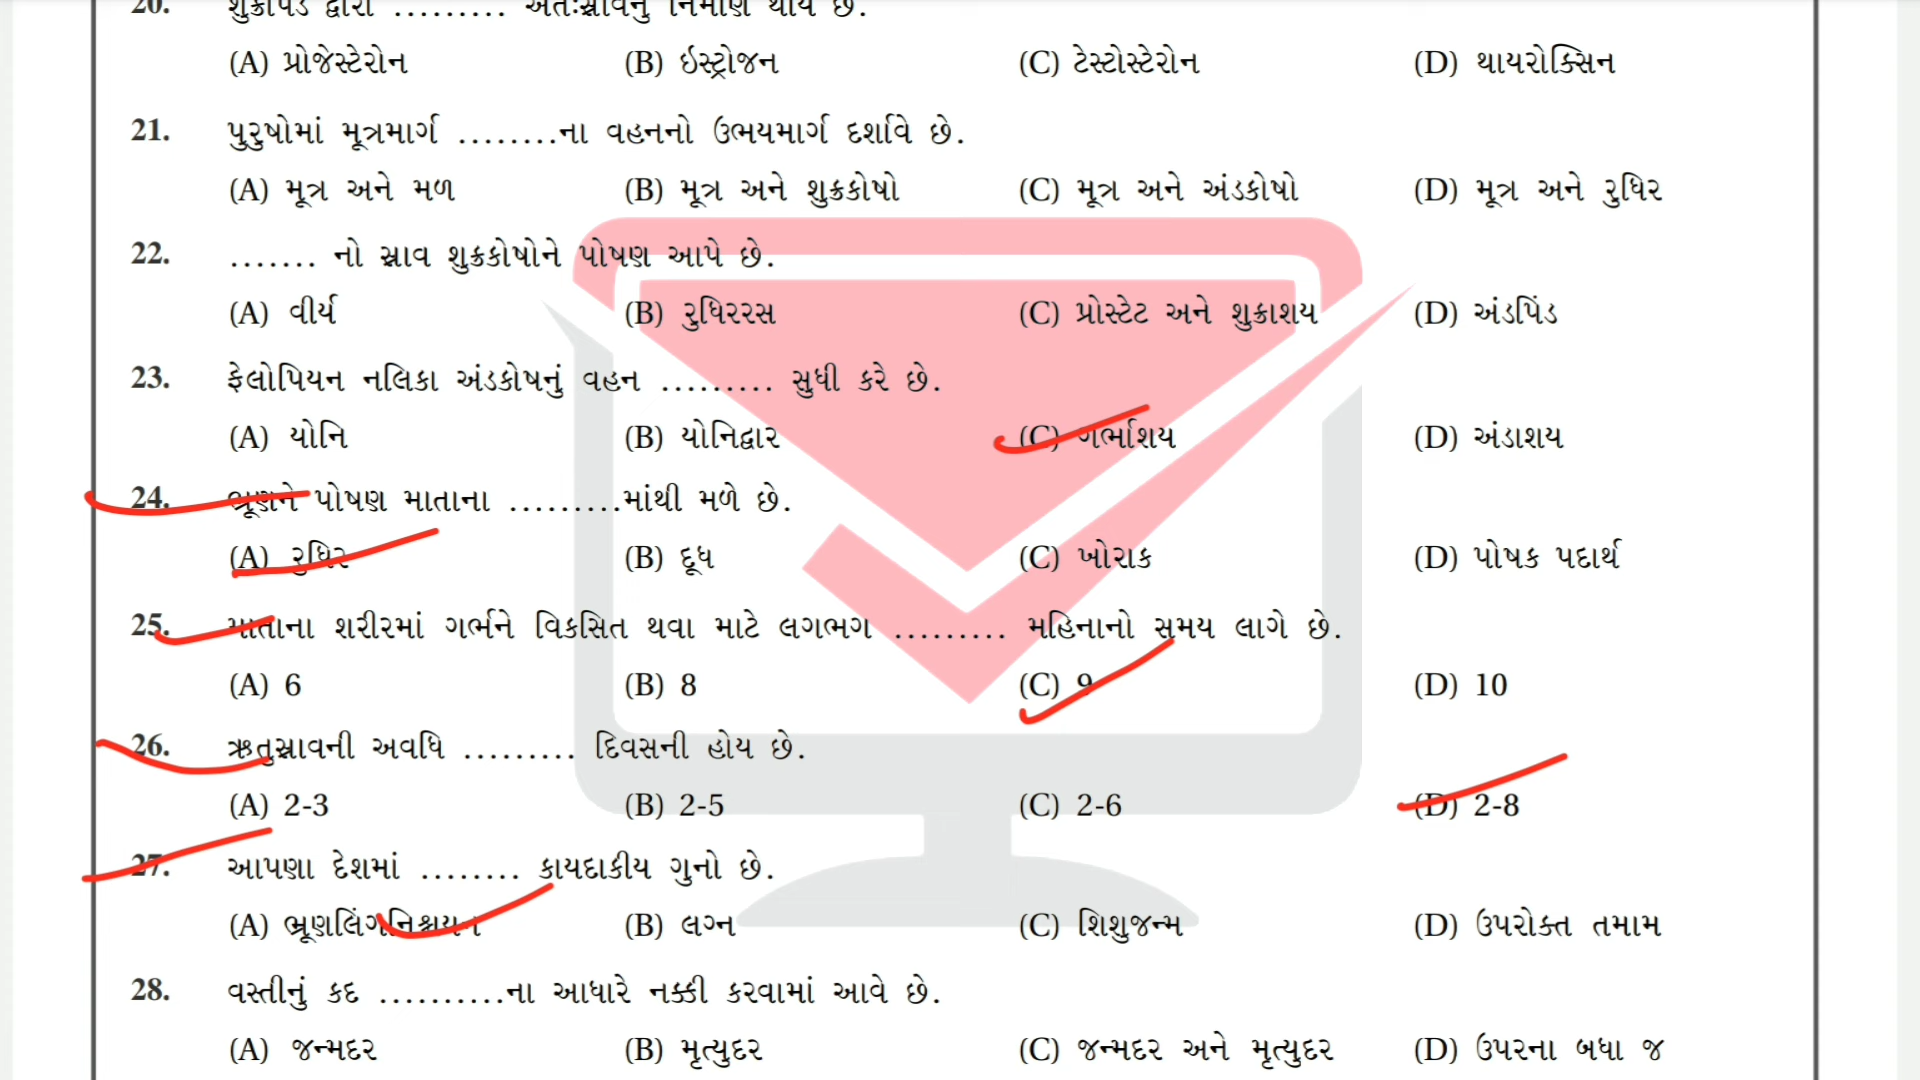 20. શુક્રપિંડ દ્વારા ......... અંતઃસ્રાવનું નિર્માણ થાય છે.
(A) પ્રોજેસ્ટેરોન (B) ઇસ્ટ્રોજન (C) ટેસ્ટોસ્ટેરોન (D) થાયરોક્સિન
21. પુરુષોમાં મૂત્રમાર્ગ ........ના વહનનો ઉભયમાર્ગ દર્શાવે છે.
(A) મૂત્ર અને મળ (B) મૂત્ર અને શુક્રકોષો (C) મૂત્ર અને અંડકોષો (D) મૂત્ર અને રુધિર
22. ....... નો સ્રાવ શુક્રકોષોને પોષણ આપે છે.
(A) વીર્ય (B) રુધિરરસ (C) પ્રોસ્ટેટ અને શુક્રાશય (D) અંડપિંડ
23. ફેલોપિયન નલિકા અંડકોષનું વહન ......... સુધી કરે છે.
(A) યોનિ (B) યોનિદ્વાર (C) ગર્ભાશય (D) અંડાશય
24. ભ્રૂણને પોષણ માતાના .........માંથી મળે છે.
(A) રુધિર (B) દૂધ (C) ખોરાક (D) પોષક પદાર્થ
25. માતાના શરીરમાં ગર્ભને વિકસિત થવા માટે લગભગ ......... મહિનાનો સમય લાગે છે.
(A) 6 (B) 8 (C) 9 (D) 10
26. ઋતુસ્રાવની અવધિ ......... દિવસની હોય છે.
(A) 2-3 (B) 2-5 (C) 2-6 (D) 2-8
27. આપણા દેશમાં ........ કાયદાકીય ગુનો છે.
(A) ભ્રૂણલિંગનિશ્ચયન (B) લગ્ન (C) શિશુજન્મ (D) ઉપરોક્ત તમામ
28. વસ્તીનું કદ ..........ના આધારે નક્કી કરવામાં આવે છે.
(A) જન્મદર (B) મૃત્યુદર (C) જન્મદર અને મૃત્યુદર (D) ઉપરના બધા જ